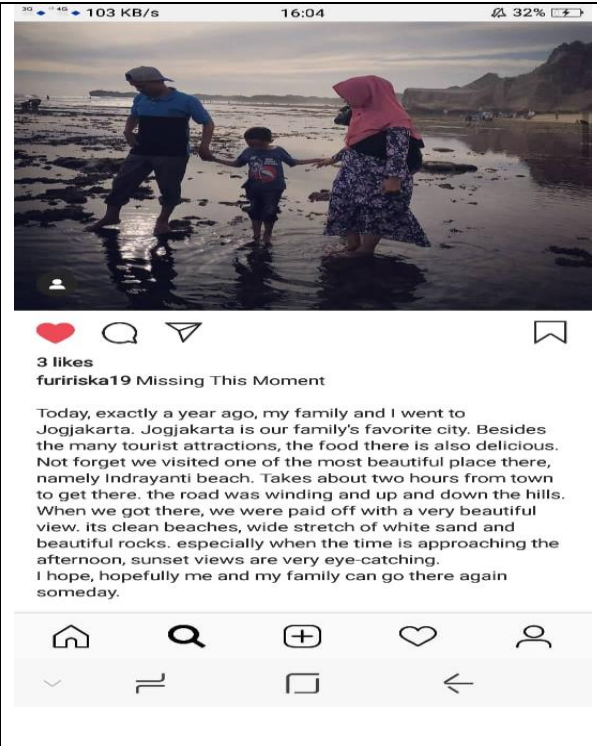 3G 4G 103 KB/s 16:04 32%
3 likes
fuririska19 Missing This Moment
Today, exactly a year ago, my family and I went to
Jogjakarta. Jogjakarta is our family's favorite city. Besides
the many tourist attractions, the food there is also delicious.
Not forget we visited one of the most beautiful place there,
namely Indrayanti beach. Takes about two hours from town
to get there. the road was winding and up and down the hills.
When we got there, we were paid off with a very beautiful
view. its clean beaches, wide stretch of white sand and
beautiful rocks. especially when the time is approaching the
afternoon, sunset views are very eye-catching.
I hope, hopefully me and my family can go there again
someday.